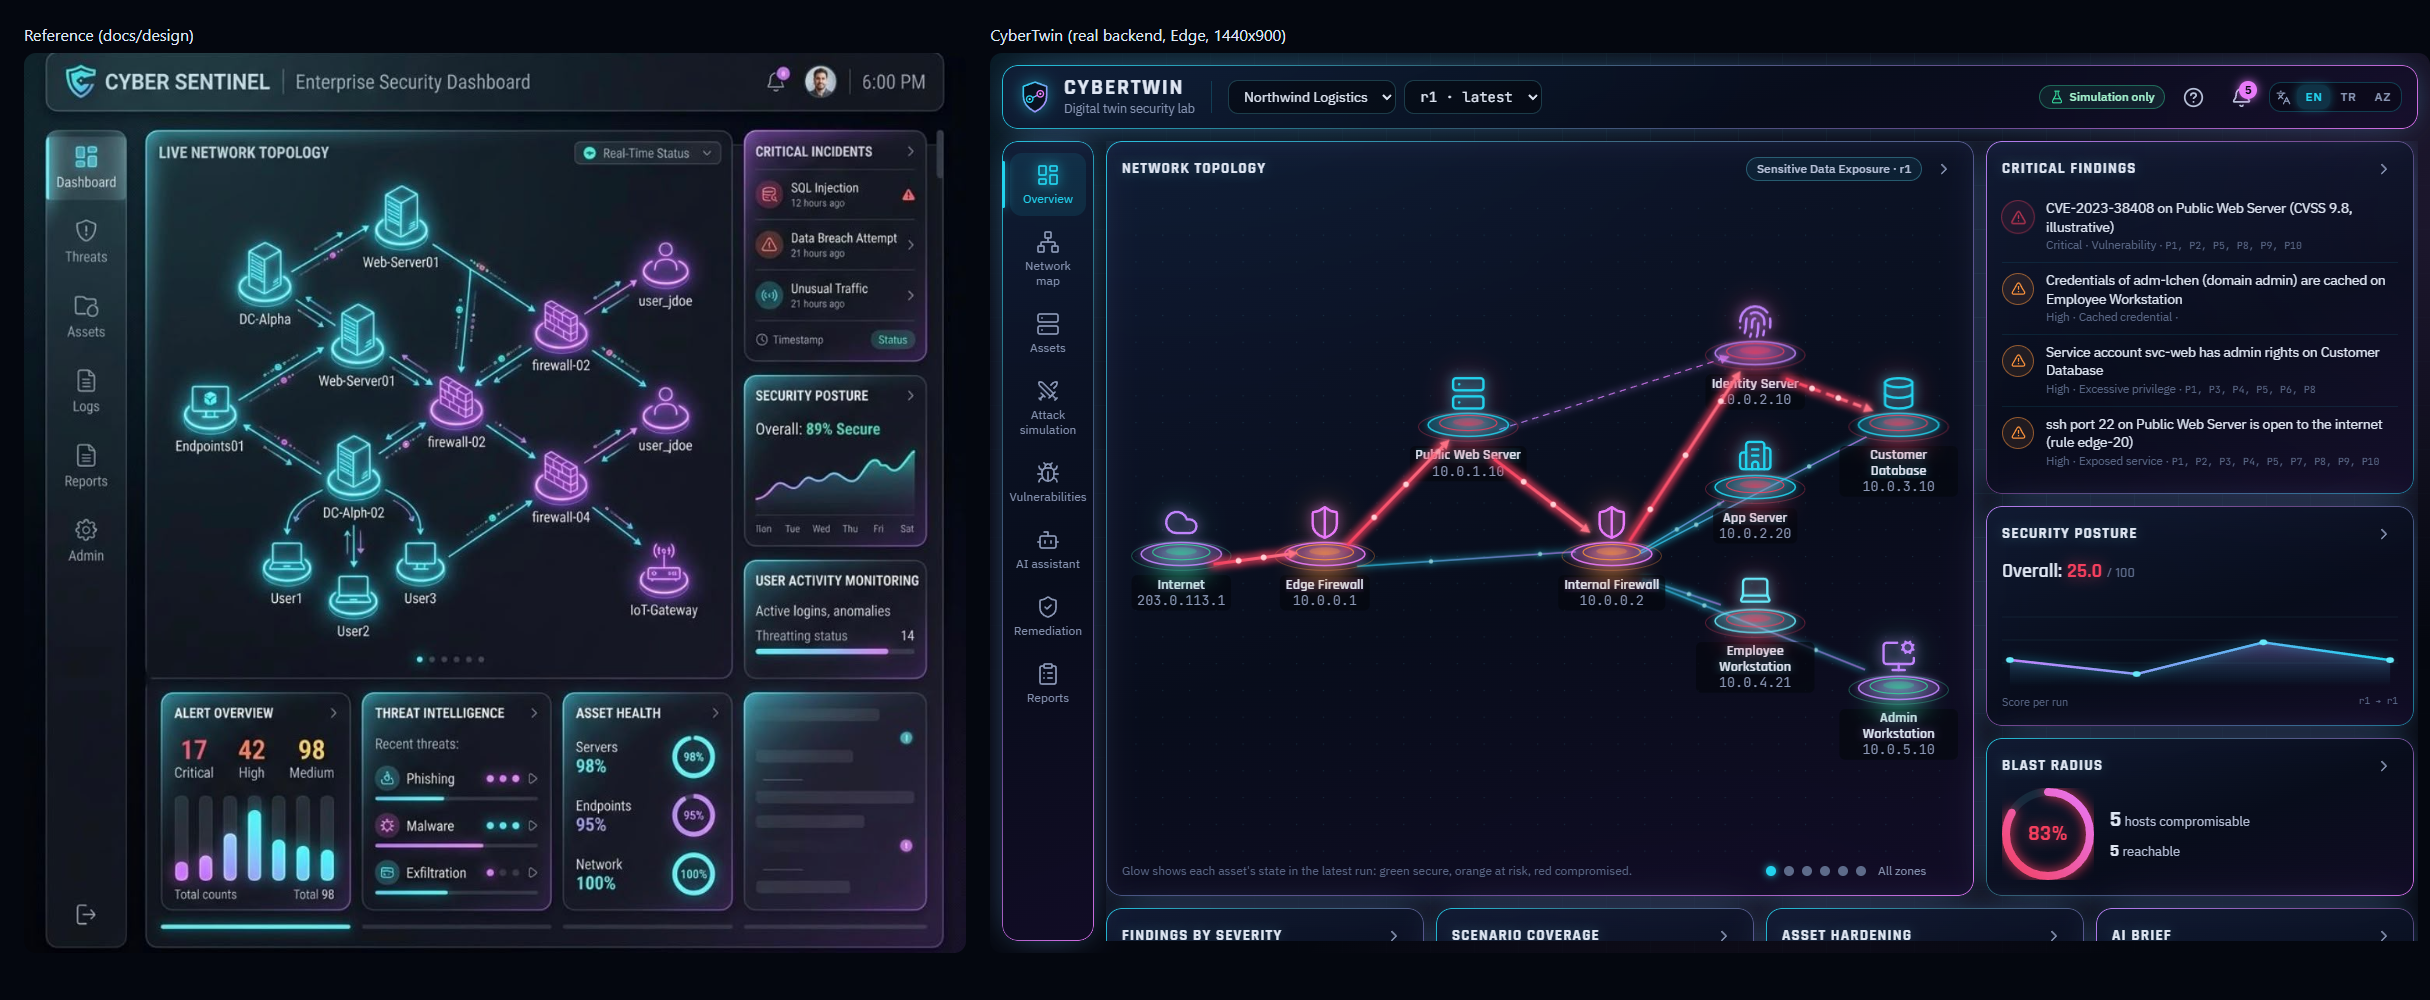 Reference (docs/design)
CYBER SENTINEL
Enterprise Security Dashboard
6:00 PM
Dashboard
Threats
Assets
Logs
Reports
Admin
LIVE NETWORK TOPOLOGY
Real-Time Status
Web-Server01
DC-Alpha
user_jdoe
Web-Server01
firewall-02
Endpoints01
firewall-02
user_jdoe
DC-Alph-02
firewall-04
User1
User3
User2
IoT-Gateway
CRITICAL INCIDENTS
SQL Injection
12 hours ago
Data Breach Attempt
21 hours ago
Unusual Traffic
21 hours ago
Timestamp
Status
SECURITY POSTURE
Overall: 89% Secure
Tue Wed Thu Fri Sat
USER ACTIVITY MONITORING
Active logins, anomalies
Threatting status 14
ALERT OVERVIEW
17 42 98
Critical High Medium
Total counts Total 98
THREAT INTELLIGENCE
Recent threats:
Phishing
Malware
Exfiltration
ASSET HEALTH
Servers
98%
98%
Endpoints
95%
95%
Network
100%
100%
CyberTwin (real backend, Edge, 1440x900)
CYBERTWIN
Digital twin security lab
Northwind Logistics
r1 · latest
Simulation only
5
EN TR AZ
Overview
Network
map
Assets
Attack
simulation
Vulnerabilities
AI assistant
Remediation
Reports
NETWORK TOPOLOGY
Sensitive Data Exposure · r1
Identity Server
10.0.2.10
Public Web Server
10.0.1.10
Customer
Database
10.0.3.10
App Server
10.0.2.20
Internet
203.0.113.1
Edge Firewall
10.0.0.1
Internal Firewall
10.0.0.2
Employee
Workstation
10.0.4.21
Admin
Workstation
10.0.5.10
Glow shows each asset's state in the latest run: green secure, orange at risk, red compromised.
All zones
CRITICAL FINDINGS
CVE-2023-38408 on Public Web Server (CVSS 9.8,
illustrative)
Critical · Vulnerability · P1, P2, P5, P8, P9, P10
Credentials of adm-lchen (domain admin) are cached on
Employee Workstation
High · Cached credential ·
Service account svc-web has admin rights on Customer
Database
High · Excessive privilege · P1, P3, P4, P5, P6, P8
ssh port 22 on Public Web Server is open to the internet
(rule edge-20)
High · Exposed service · P1, P2, P3, P4, P5, P7, P8, P9, P10
SECURITY POSTURE
Overall: 25.0 / 100
Score per run r1 → r1
BLAST RADIUS
83%
5 hosts compromisable
5 reachable
FINDINGS BY SEVERITY
SCENARIO COVERAGE
ASSET HARDENING
AI BRIEF